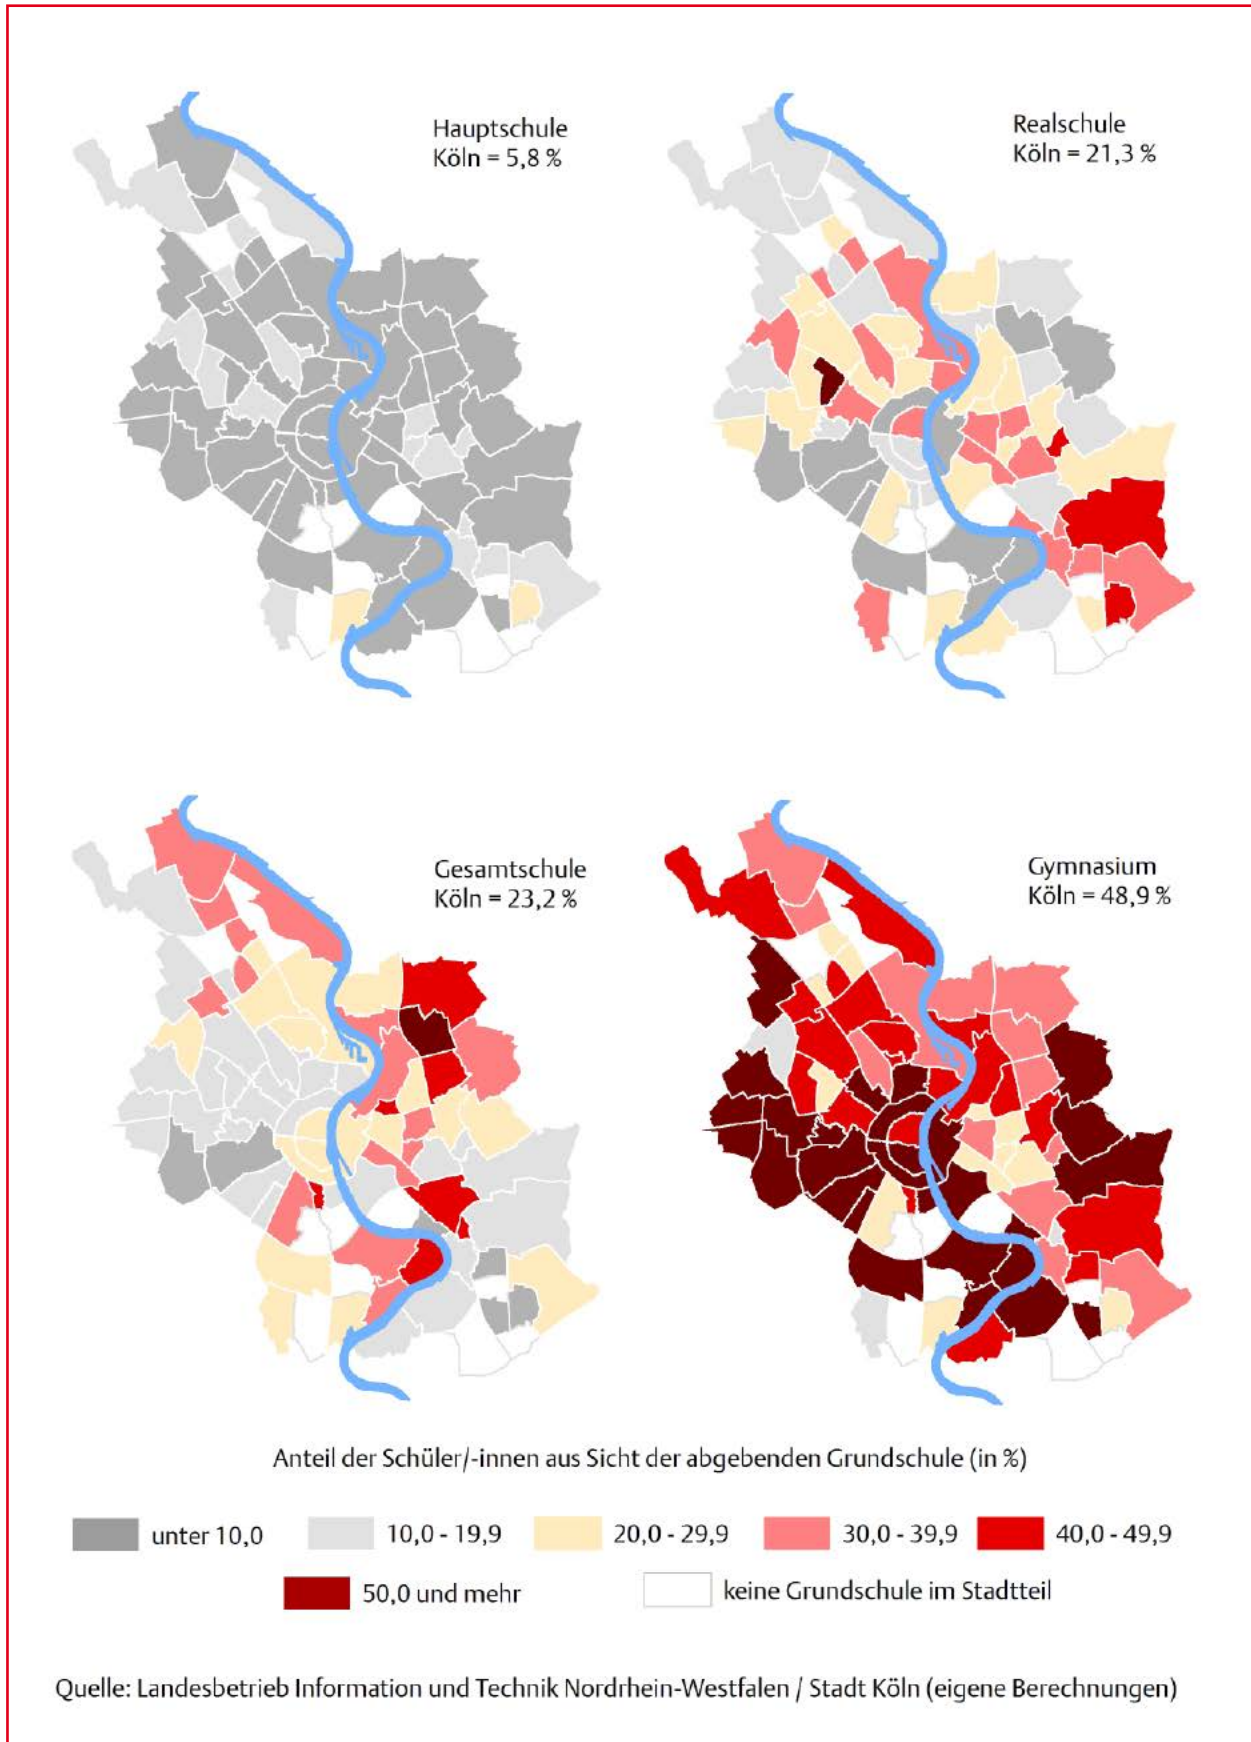 Hauptschule
Köln = 5,8 %
Realschule
Köln = 21,3 %
Gesamtschule
Köln = 23,2 %
Gymnasium
Köln = 48,9 %
Anteil der Schüler/-innen aus Sicht der abgebenden Grundschule (in %)
unter 10,0
10,0 - 19,9
20,0 - 29,9
30,0 - 39,9
40,0 - 49,9
50,0 und mehr
keine Grundschule im Stadtteil
Quelle: Landesbetrieb Information und Technik Nordrhein-Westfalen / Stadt Köln (eigene Berechnungen)